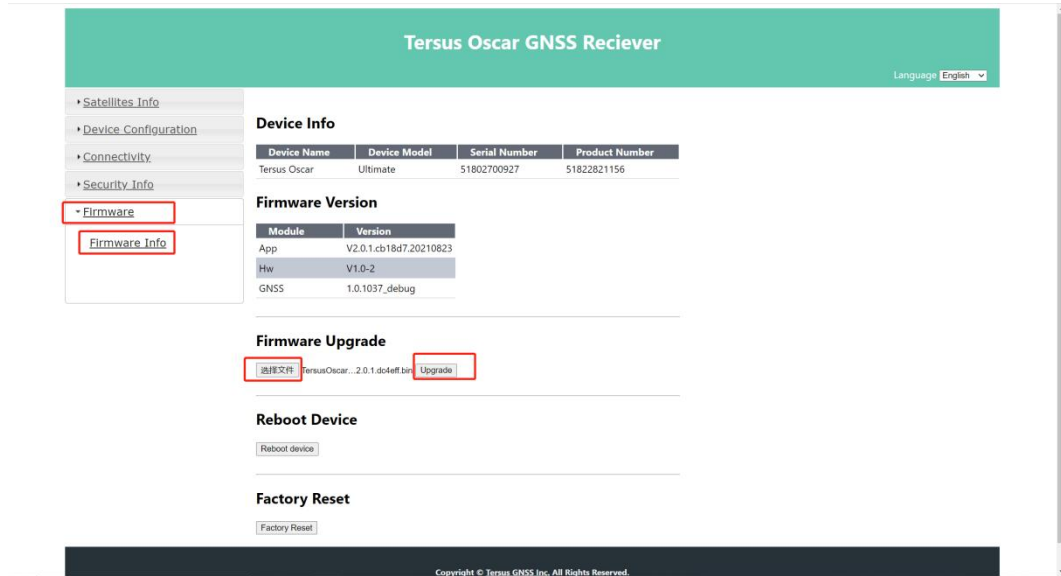 Tersus Oscar GNSS Reciever
Language English
Satellites Info
Device Configuration
Connectivity
Security Info
Firmware
Firmware Info
Device Info
Device Name Device Model Serial Number Product Number
Tersus Oscar Ultimate 51802700927 51822821156
Firmware Version
Module Version
App V2.0.1.cb18d7.20210823
Hw V1.0-2
GNSS 1.0.1037_debug
Firmware Upgrade
选择文件 TersusOscar...2.0.1.dc4eff.bin Upgrade
Reboot Device
Reboot device
Factory Reset
Factory Reset
Copyright © Tersus GNSS Inc. All Rights Reserved.